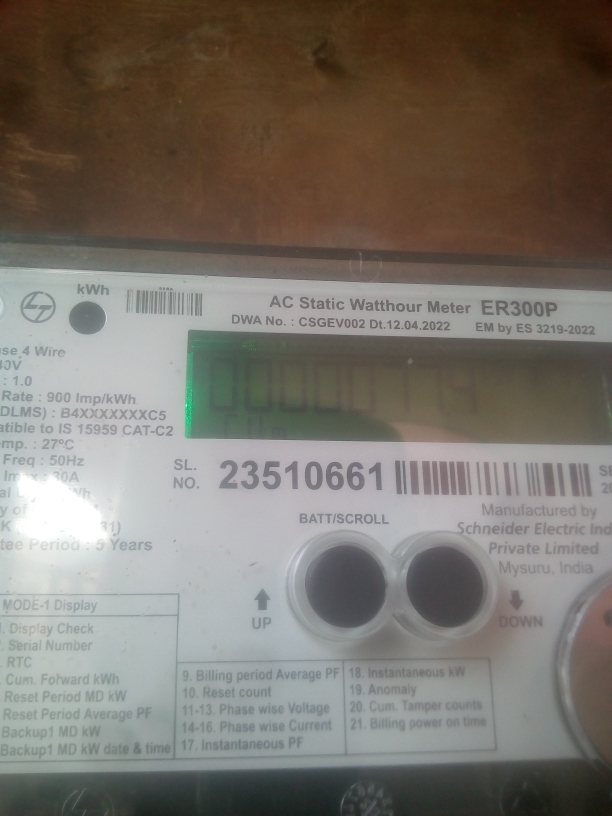 kWh
AC Static Watthour Meter ER300P
DWA No. : CSGEV002 Dt.12.04.2022 EM by ES 3219-2022
4 Wire
: 1.0
Rate : 900 Imp/kWh
DLMS) : B4XXXXXXXC5
to IS 15959 CAT-C2
: 27ºC
Freq : 50Hz
SL.
NO. 23510661
Manufactured by
Schneider Electric
Private Limited
Mysuru, India
Period : 5 Years
BATT/SCROLL
UP
DOWN
MODE-1 Display
Display Check
Serial Number
RTC
Cum. Forward kWh
Reset Period MD kW
Reset Period Average PF
Backup1 MD kW
Backup1 MD kW date & time
9. Billing period Average PF
10. Reset count
11-13. Phase wise Voltage
14-16. Phase wise Current
17. Instantaneous PF
18. Instantaneous kW
19. Anomaly
20. Cum. Tamper counts
21. Billing power on time